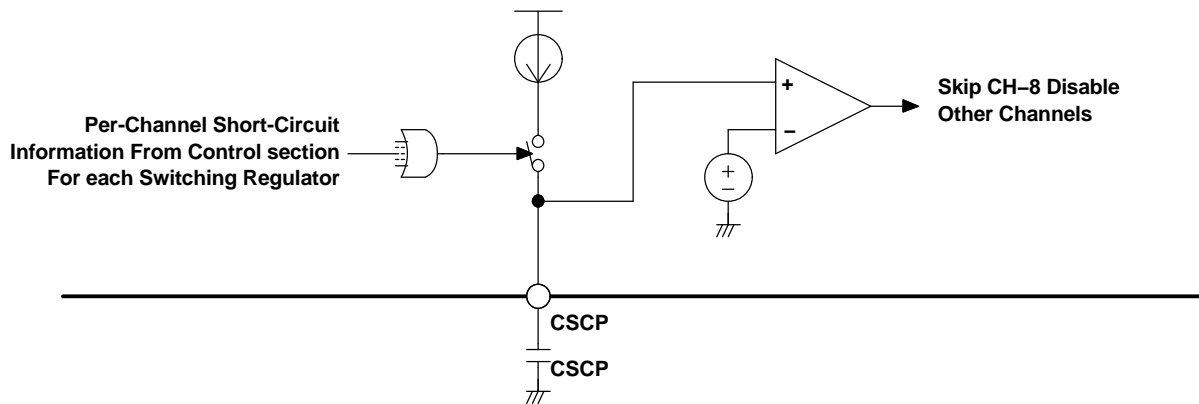 Per-Channel Short-Circuit
Information From Control section
For each Switching Regulator
Skip CH–8 Disable
Other Channels
+
–
+
–
CSCP
CSCP